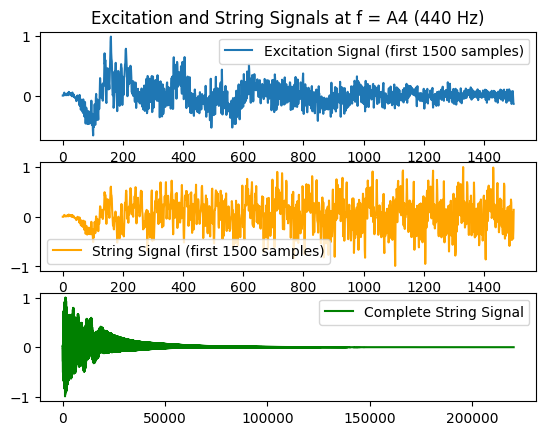 Excitation and String Signals at f = A4 (440 Hz)
1
0
Excitation Signal (first 1500 samples)
0 200 400 600 800 1000 1200 1400
1
0
−1
String Signal (first 1500 samples)
0 200 400 600 800 1000 1200 1400
1
0
−1
Complete String Signal
0 50000 100000 150000 200000